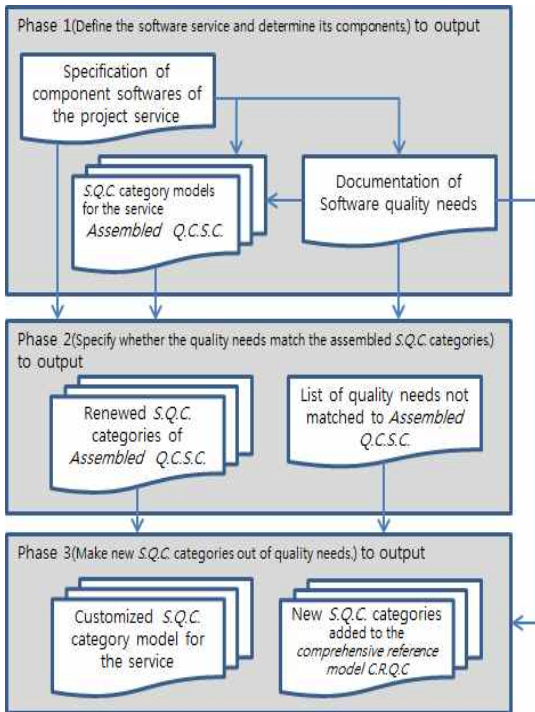 Phase 1(Define the software service and determine its components.) to output
Specification of
component softwares of
the project service
S.Q.C. category models
for the service
Assembled Q.C.S.C.
Documentation of
Software quality needs
Phase 2(Specify whether the quality needs match the assembled S.Q.C. categories.)
to output
Renewed S.Q.C.
categories of
Assembled Q.C.S.C.
List of quality needs not
matched to Assembled
Q.C.S.C.
Phase 3(Make new S.Q.C. categories out of quality needs.) to output
Customized S.Q.C.
category model for
the service
New S.Q.C. categories
added to the
comprehensive reference
model C.R.Q.C